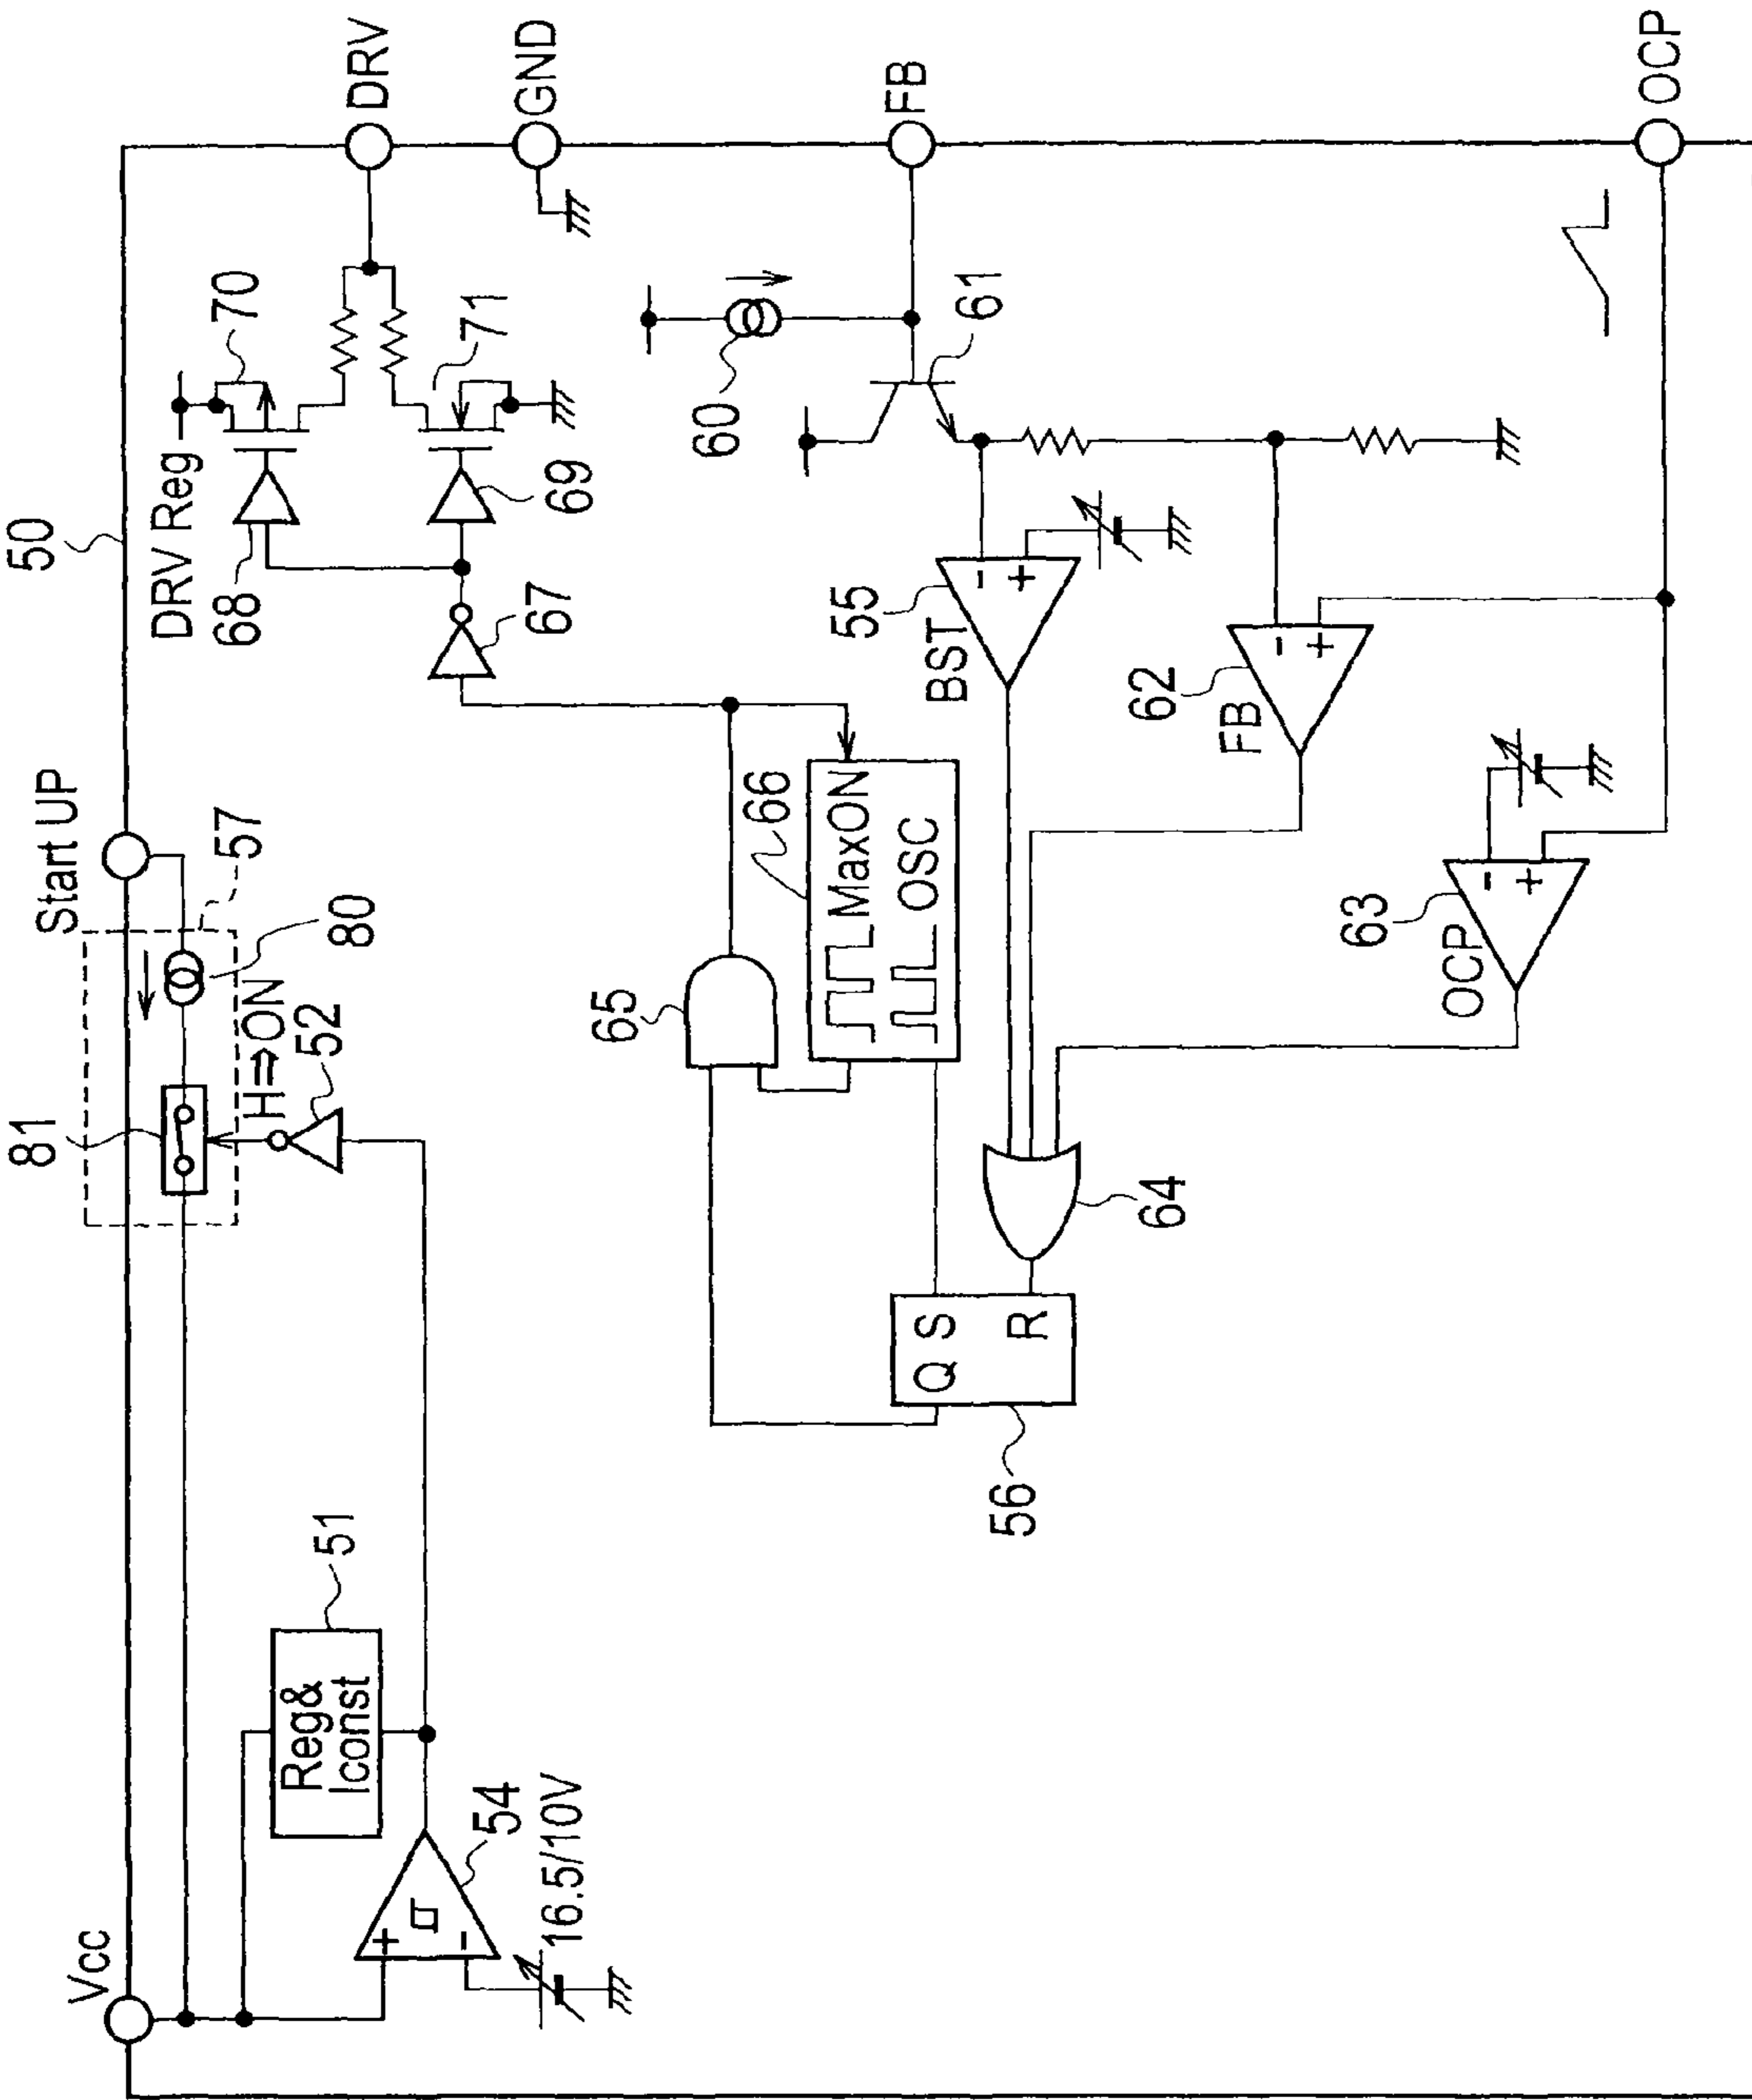 50
Vcc
Start UP
DRV
GND
FB
OCP
81
57
80
H⇒ON
52
51
Reg&
Iconst
54
16.5/10V
DRV Reg
70
68
71
69
67
60
61
65
66
MaxON
OSC
55
BST
- +
62
FB
- +
63
OCP
- +
64
Q S
R
56
+
-